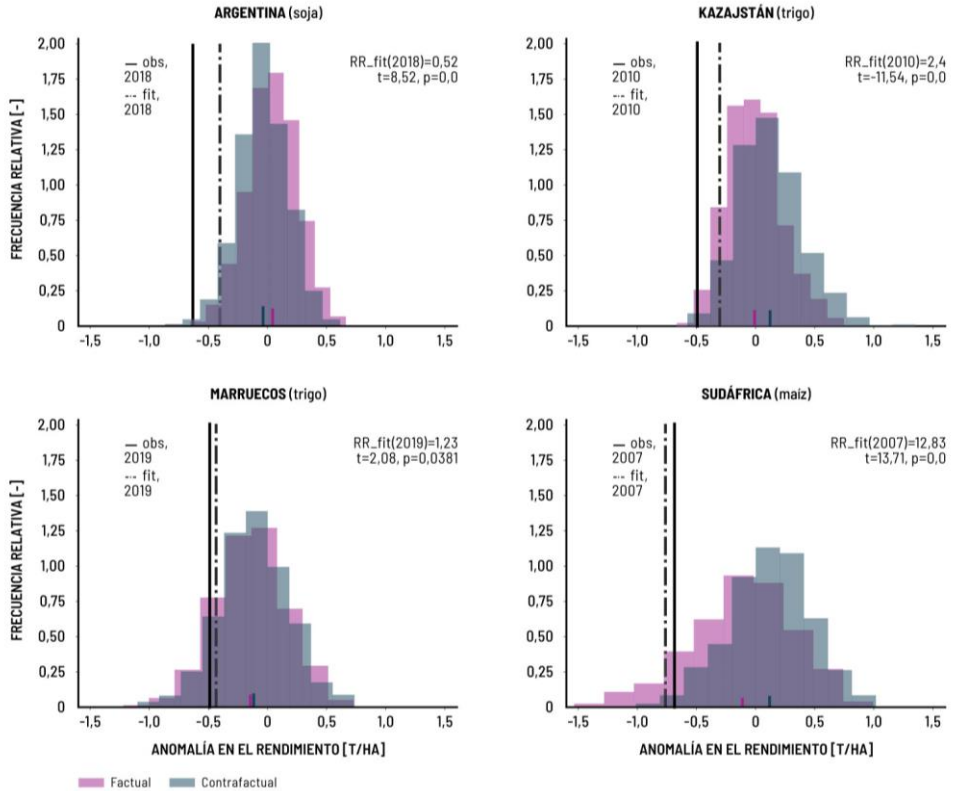 ARGENTINA (soja)
FRECUENCIA RELATIVA [-]
2,00
1,75
1,50
1,25
1,00
0,75
0,50
0,25
0
— obs,
2018
--- fit,
2018
RR_fit(2018)=0,52
t=8,52, p=0,0
-1,5 -1,0 -0,5 0 0,5 1,0 1,5
KAZAJSTÁN (trigo)
2,00
1,75
1,50
1,25
1,00
0,75
0,50
0,25
0
— obs,
2010
--- fit,
2010
RR_fit(2010)=2,4
t=-11,54, p=0,0
-1,5 -1,0 -0,5 0 0,5 1,0 1,5
MARRUECOS (trigo)
FRECUENCIA RELATIVA [-]
2,00
1,75
1,50
1,25
1,00
0,75
0,50
0,25
0
— obs,
2019
--- fit,
2019
RR_fit(2019)=1,23
t=2,08, p=0,0381
-1,5 -1,0 -0,5 0 0,5 1,0 1,5
ANOMALÍA EN EL RENDIMIENTO [T/HA]
SUDÁFRICA (maíz)
2,00
1,75
1,50
1,25
1,00
0,75
0,50
0,25
0
— obs,
2007
--- fit,
2007
RR_fit(2007)=12,83
t=13,71, p=0,0
-1,5 -1,0 -0,5 0 0,5 1,0 1,5
ANOMALÍA EN EL RENDIMIENTO [T/HA]
Factual Contrafactual